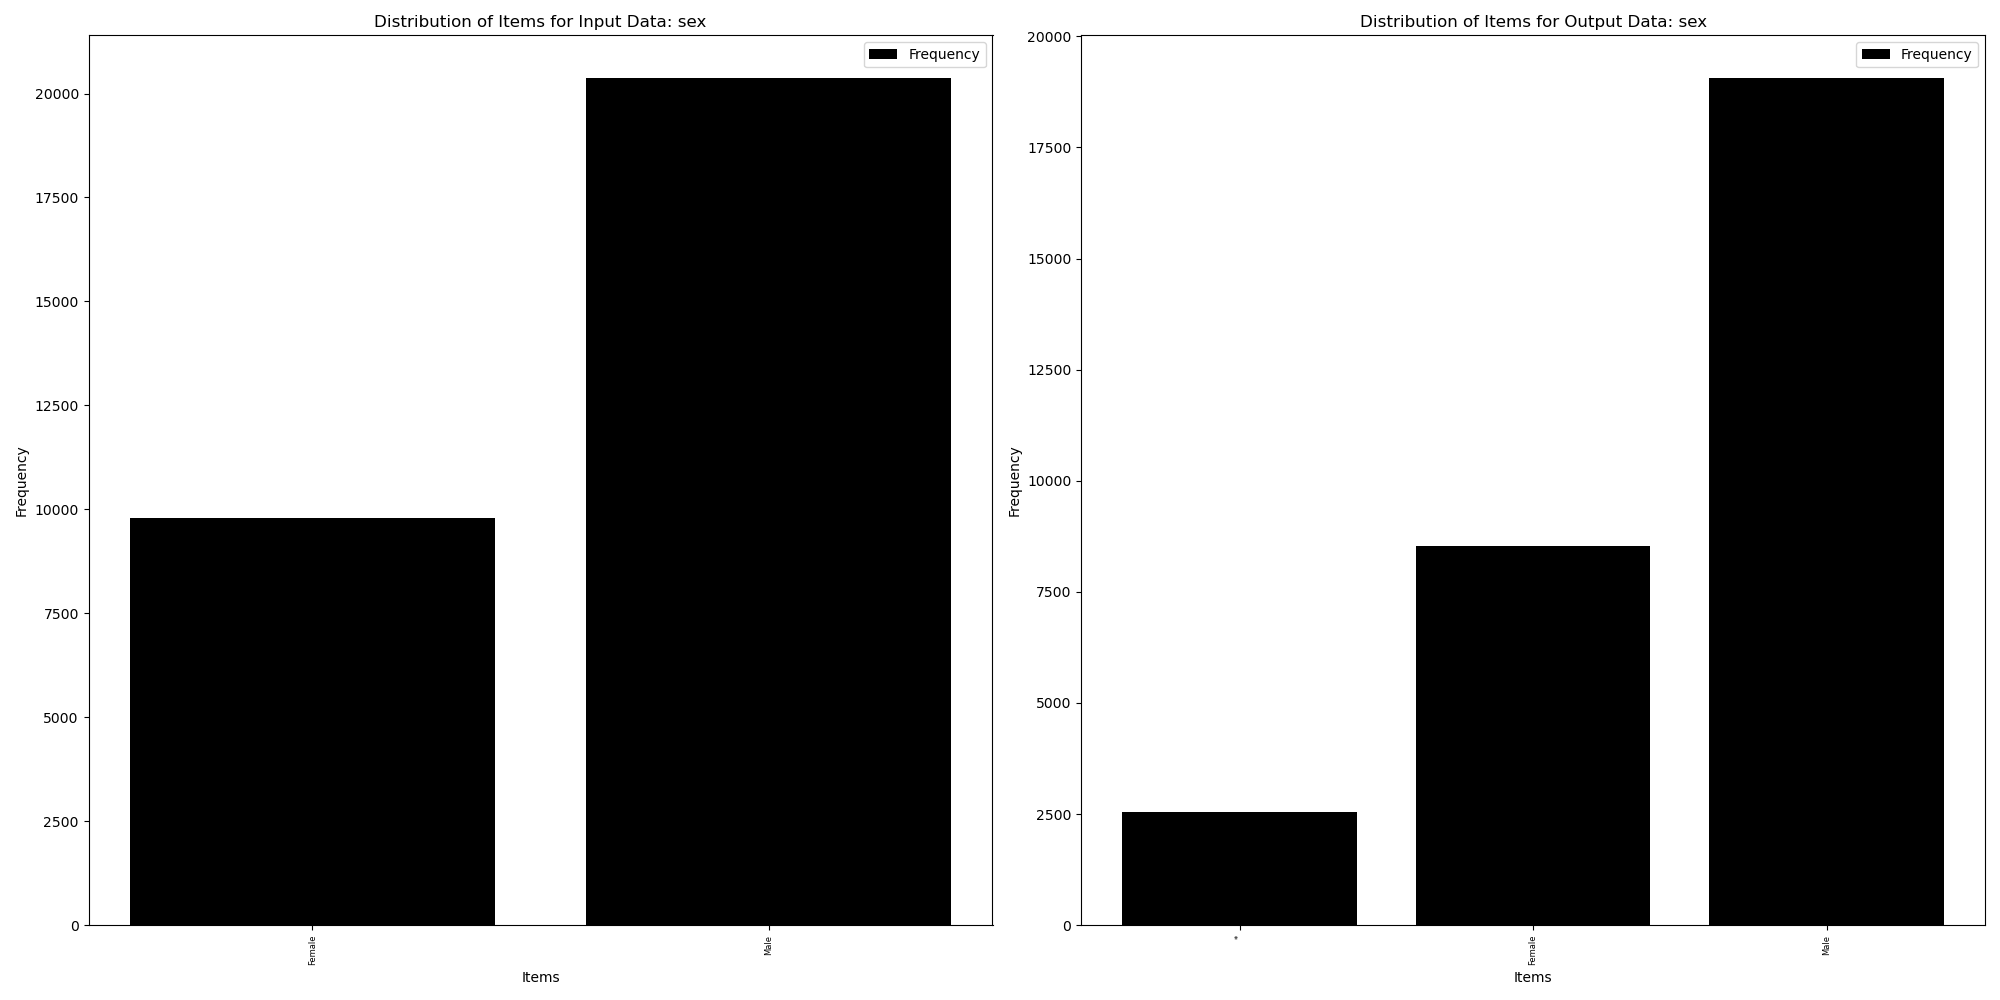 Distribution of Items for Input Data: sex
Frequency
20000
17500
15000
12500
10000
7500
5000
2500
0
Frequency
Female
Male
Items
Distribution of Items for Output Data: sex
Frequency
20000
17500
15000
12500
10000
7500
5000
2500
0
Frequency
*
Female
Male
Items